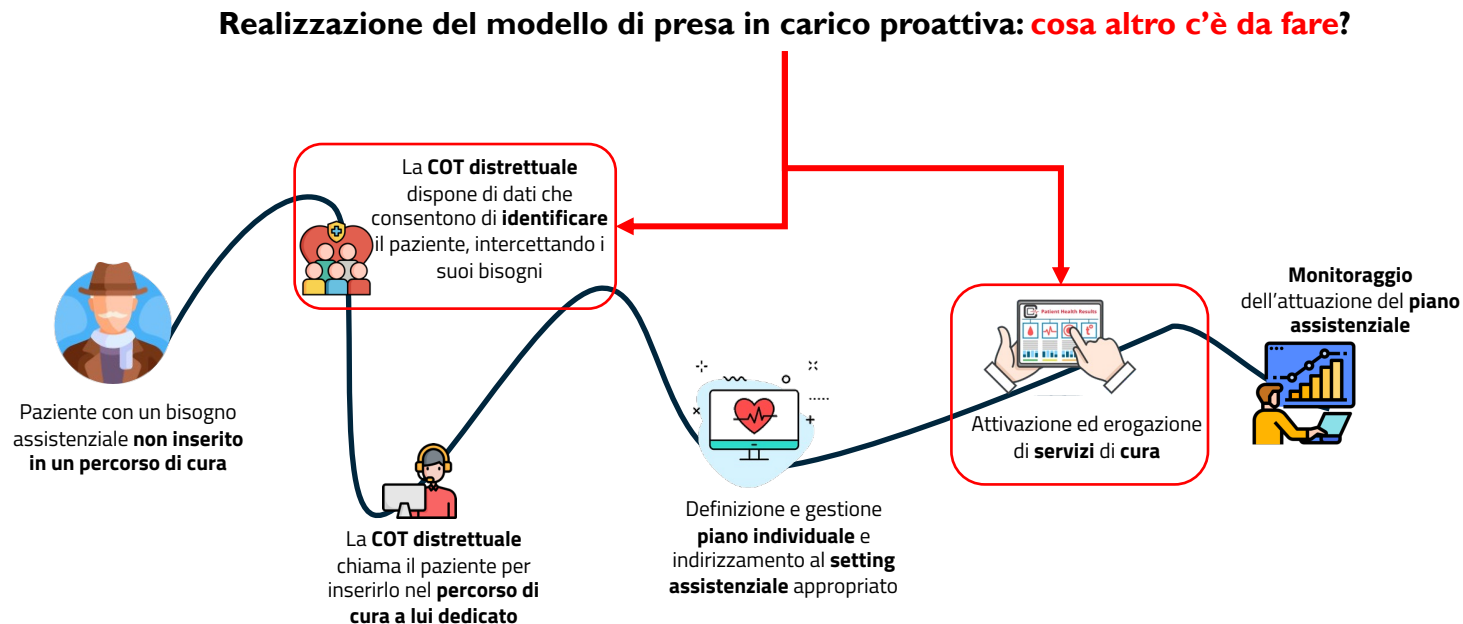 Realizzazione del modello di presa in carico proattiva: cosa altro c'è da fare?
La COT distrettuale
dispone di dati che
consentono di identificare
il paziente, intercettando i
suoi bisogni
Paziente con un bisogno
assistenziale non inserito
in un percorso di cura
La COT distrettuale
chiama il paziente per
inserirlo nel percorso di
cura a lui dedicato
Definizione e gestione
piano individuale e
indirizzamento al setting
assistenziale appropriato
Patient Health Results
t°
Attivazione ed erogazione
di servizi di cura
Monitoraggio
dell'attuazione del piano
assistenziale